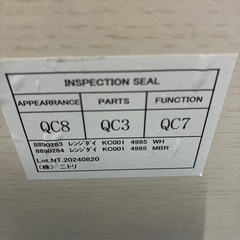 INSPECTION SEAL
APPEARRANCE PARTS FUNCTION
QC8 QC3 QC7
8890283 レンジダイ KC001 4985 WH
8890284 レンジダイ KC001 4985 MBR
Lot.NT.20240820
(株) ニトリ